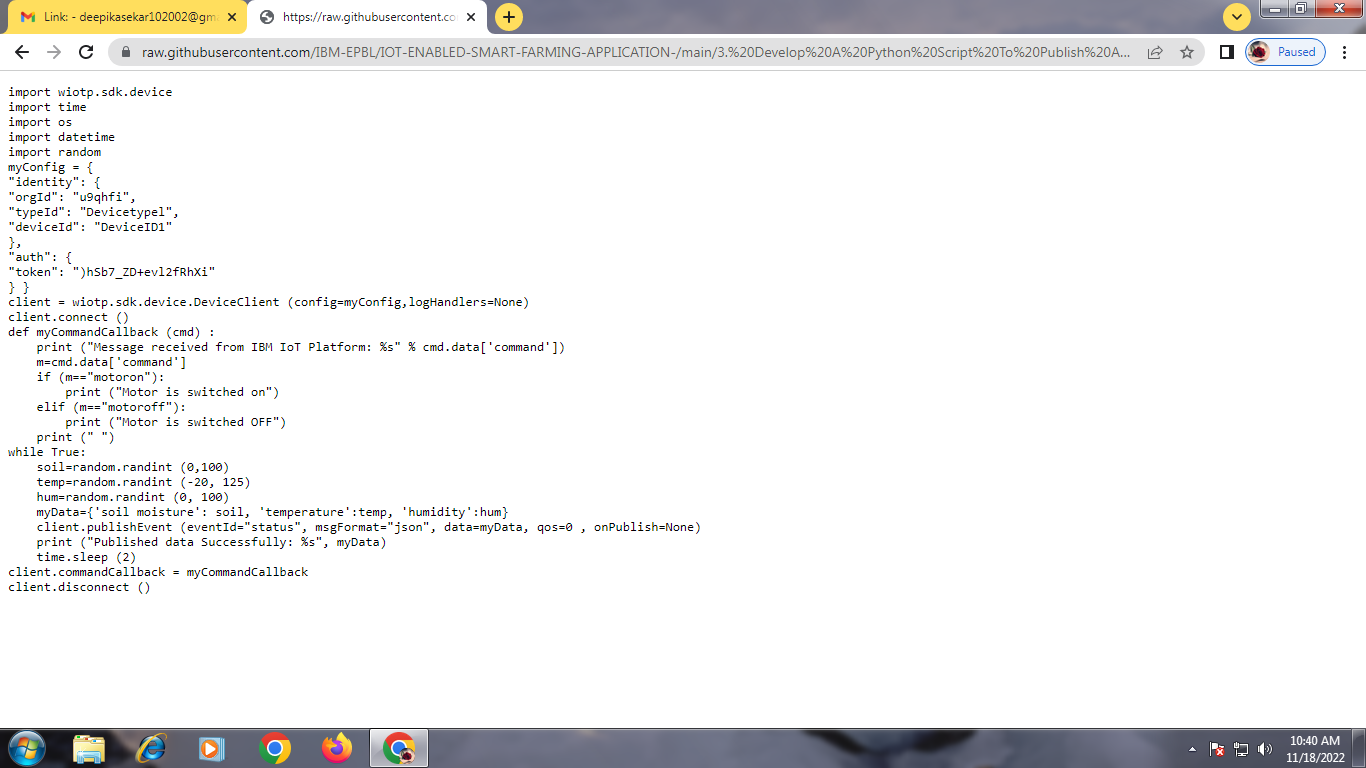 Link: - deepikasekar102002@gm
https://raw.githubusercontent.co
raw.githubusercontent.com/IBM-EPBL/IOT-ENABLED-SMART-FARMING-APPLICATION-/main/3.%20Develop%20A%20Python%20Script%20To%20Publish%20A...
Paused
import wiotp.sdk.device
import time
import os
import datetime
import random
myConfig = {
"identity": {
"orgId": "u9qhfi",
"typeId": "Devicetypel",
"deviceId": "DeviceID1"
},
"auth": {
"token": ")hSb7_ZD+evl2fRhXi"
} }
client = wiotp.sdk.device.DeviceClient (config=myConfig,logHandlers=None)
client.connect ()
def myCommandCallback (cmd) :
    print ("Message received from IBM IoT Platform: %s" % cmd.data['command'])
    m=cmd.data['command']
    if (m=="motoron"):
        print ("Motor is switched on")
    elif (m=="motoroff"):
        print ("Motor is switched OFF")
    print (" ")
while True:
    soil=random.randint (0,100)
    temp=random.randint (-20, 125)
    hum=random.randint (0, 100)
    myData={'soil moisture': soil, 'temperature':temp, 'humidity':hum}
    client.publishEvent (eventId="status", msgFormat="json", data=myData, qos=0 , onPublish=None)
    print ("Published data Successfully: %s", myData)
    time.sleep (2)
client.commandCallback = myCommandCallback
client.disconnect ()
10:40 AM
11/18/2022